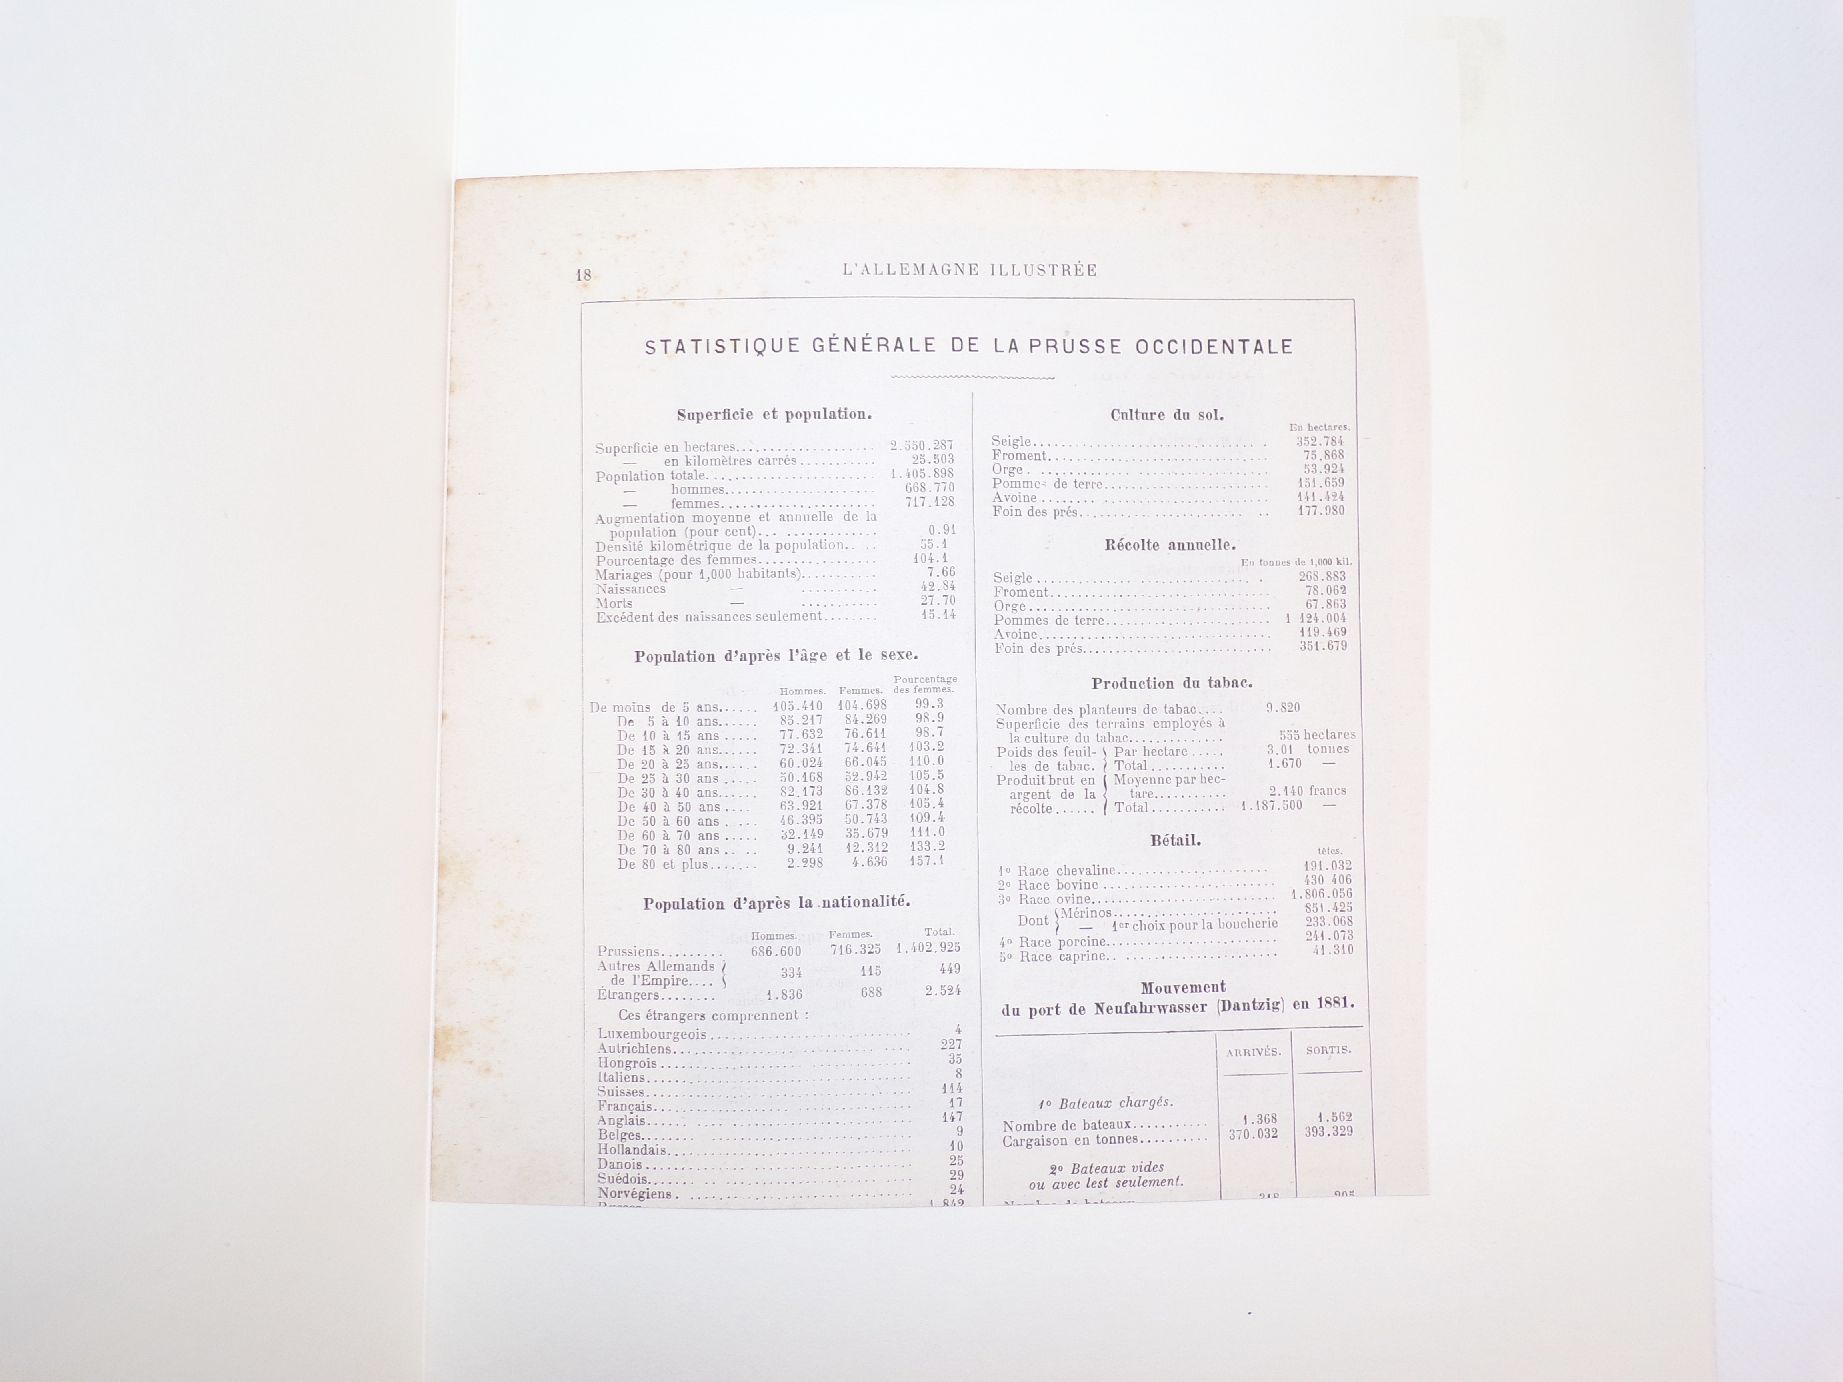 18
L'ALLEMAGNE ILLUSTRÉE
STATISTIQUE GÉNÉRALE DE LA PRUSSE OCCIDENTALE
Superficie et population.
Superficie en hectares.................... 2.550.287
— en kilomètres carrés........... 25.503
Population totale........................ 1.405.898
— hommes..................... 668.770
— femmes..................... 717.128
Augmentation moyenne et annuelle de la
population (pour cent)... ............. 0.91
Densité kilométrique de la population.. .. 55.1
Pourcentage des femmes................ 104.1
Mariages (pour 1,000 habitants).......... 7.66
Naissances — ........... 42.84
Morts — ........... 27.70
Excédent des naissances seulement........ 15.14
Population d'après l'âge et le sexe.
Hommes. Femmes. Pourcentage des femmes.
De moins de 5 ans...... 105.410 104.698 99.3
De 5 à 10 ans...... 85.217 84.269 98.9
De 10 à 15 ans ..... 77.632 76.611 98.7
De 15 à 20 ans...... 72.341 74.641 103.2
De 20 à 25 ans...... 60.024 66.045 110.0
De 25 à 30 ans ..... 50.168 52.942 105.5
De 30 à 40 ans...... 82.173 86.132 104.8
De 40 à 50 ans .... 63.921 67.378 105.4
De 50 à 60 ans . .... 46.395 50.743 109.4
De 60 à 70 ans ..... 32.149 35.679 111.0
De 70 à 80 ans .. .. 9.241 12.312 133.2
De 80 et plus....... 2.298 4.636 157.1
Population d'après la nationalité.
Hommes. Femmes. Total.
Prussiens......... 686.600 716.325 1.402.925
Autres Allemands
de l'Empire.... 334 115 449
Étrangers........ 1.836 688 2.524
Ces étrangers comprennent :
Luxembourgeois .......................... 4
Autrichiens............................. 227
Hongrois .............................. 35
Italiens................................. 8
Suisses................................. 114
Français................................ 17
Anglais................................. 147
Belges.................................. 9
Hollandais.............................. 10
Danois ................................. 25
Suédois................................. 29
Norvégiens. ............................ 24
1.842
Culture du sol.
En hectares.
Seigle................................ . 352.784
Froment................................ 75.868
Orge . ................................ 53.924
Pommes de terre........................ 151.659
Avoine ........ ........................ 141.424
Foin des prés........................ .. 177.980
Récolte annuelle.
En tonnes de 1,000 kil.
Seigle .............................. . 268.883
Froment................................ 78.062
Orge................................... 67.863
Pommes de terre........................ 1 124.004
Avoine................................. 119.469
Foin des prés........................... 351.679
Production du tabac.
Nombre des planteurs de tabac.... 9.820
Superficie des terrains employés à
la culture du tabac............. 555 hectares
Poids des feuil- Par hectare ..... 3.01 tonnes
les de tabac. Total ........... 1.670 —
Produit brut en Moyenne par hec-
argent de la tare........... 2.140 francs
récolte ...... Total ........... 1.187.500 —
Bétail.
têtes.
1º Race chevaline...................... 191.032
2º Race bovine ......................... 430 406
3º Race ovine........................... 1.806.056
Dont Mérinos........................ 851.425
— 1er choix pour la boucherie 233.068
4º Race porcine......................... 241.073
5º Race caprine.. ...................... 41.310
Mouvement
du port de Neufahrwasser (Dantzig) en 1881.
ARRIVÉS. SORTIS.
1º Bateaux chargés.
Nombre de bateaux........... 1.368 1.562
Cargaison en tonnes.......... 370.032 393.329
2º Bateaux vides
ou avec lest seulement.